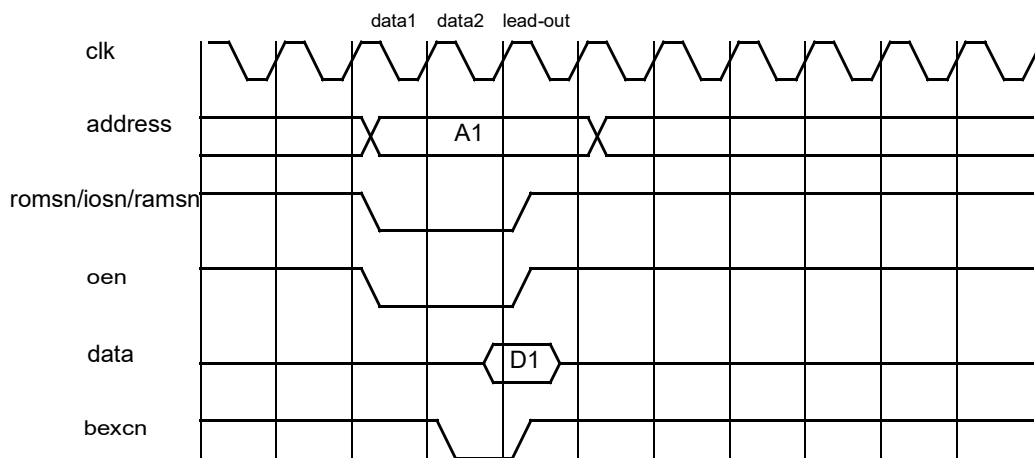 data1 data2 lead-out
clk
address
A1
romsn/iosn/ramsn
oen
data
D1
bexcn